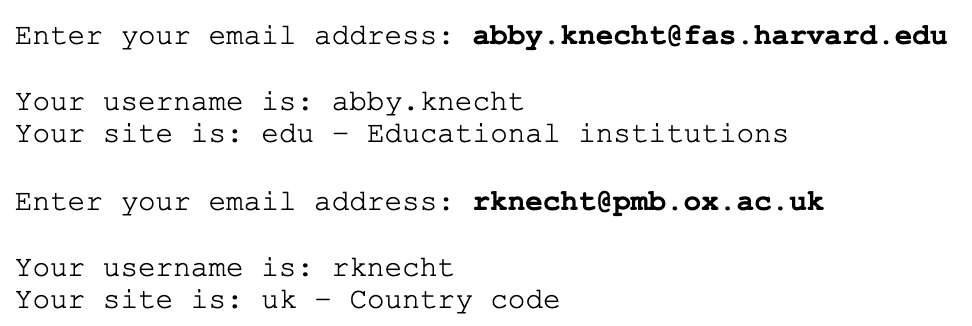 Enter your email address: abby.knecht@fas.harvard.edu
Your username is: abby.knecht
Your site is: edu – Educational institutions
Enter your email address: rknecht@pmb.ox.ac.uk
Your username is: rknecht
Your site is: uk – Country code